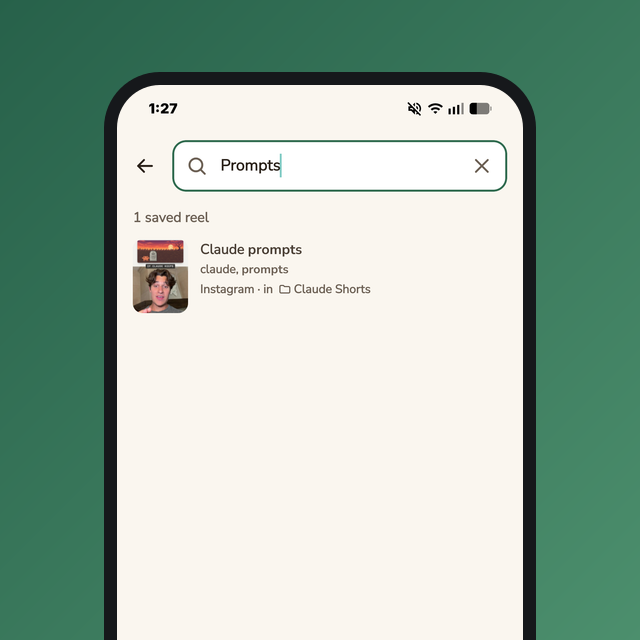 1:27
Prompts
1 saved reel
Claude prompts
claude, prompts
Instagram · in Claude Shorts